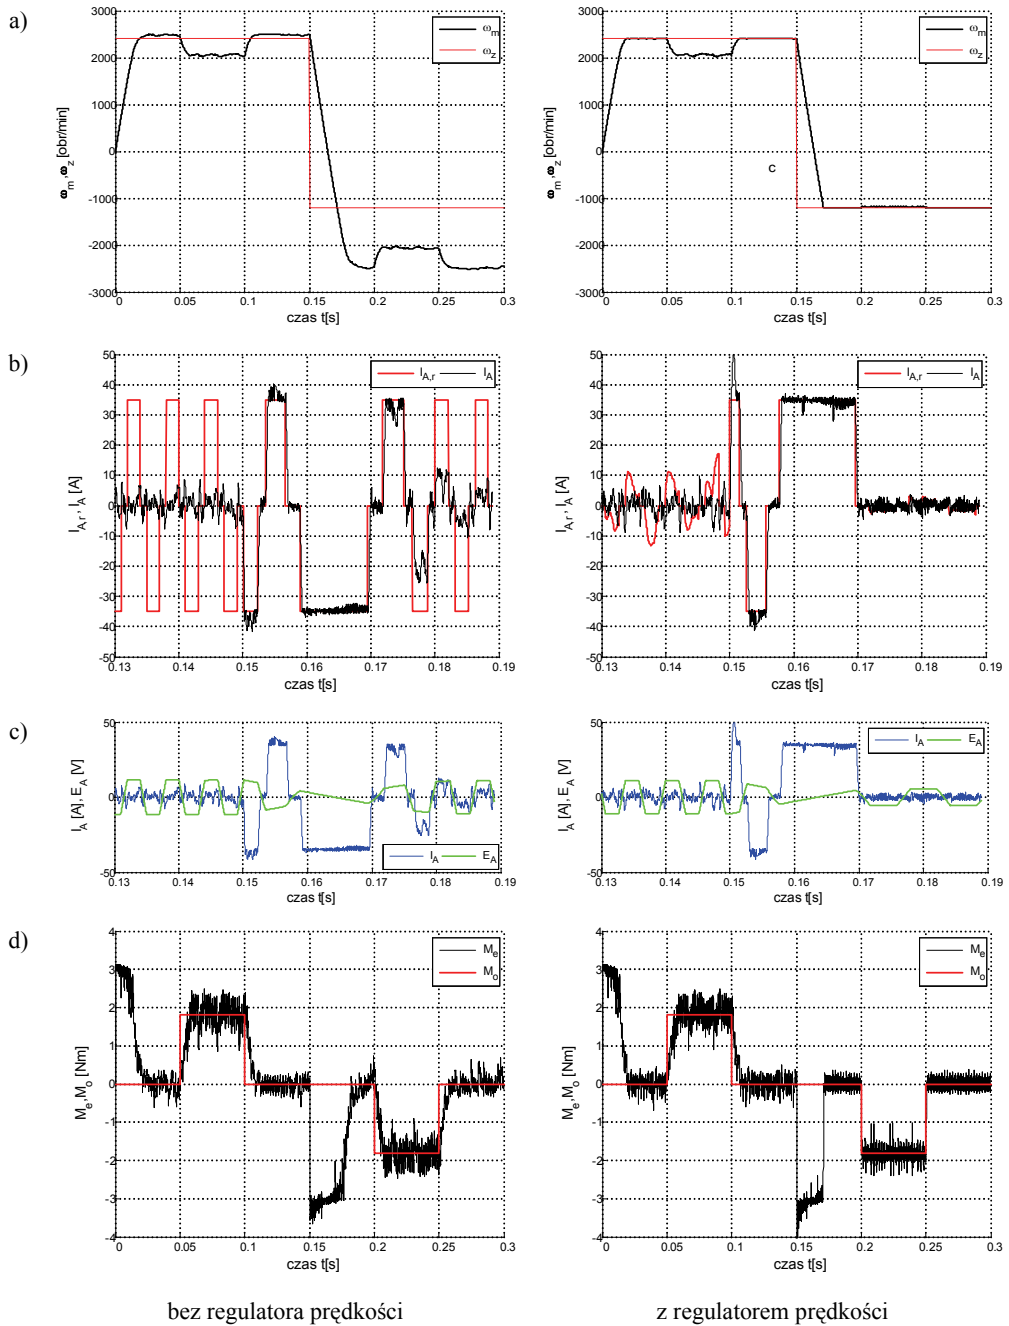 a)
3000
2000
1000
0
-1000
-2000
-3000
ω_m ,ω_z [obr/min]
ω_m
ω_z
0 0.05 0.1 0.15 0.2 0.25 0.3
czas t[s]
3000
2000
1000
0
-1000
-2000
-3000
ω_m ,ω_z [obr/min]
ω_m
ω_z
c
0 0.05 0.1 0.15 0.2 0.25 0.3
czas t[s]
b)
50
40
30
20
10
0
-10
-20
-30
-40
-50
I_A,r , I_A [A]
I_A,r I_A
0.13 0.14 0.15 0.16 0.17 0.18 0.19
czas t[s]
50
40
30
20
10
0
-10
-20
-30
-40
-50
I_A,r , I_A [A]
I_A,r I_A
0.13 0.14 0.15 0.16 0.17 0.18 0.19
czas t[s]
c)
50
0
-50
I_A [A], E_A [V]
I_A E_A
0.13 0.14 0.15 0.16 0.17 0.18 0.19
czas t[s]
50
0
-50
I_A [A], E_A [V]
I_A E_A
0.13 0.14 0.15 0.16 0.17 0.18 0.19
czas t[s]
d)
4
3
2
1
0
-1
-2
-3
-4
M_e ,M_o [Nm]
M_e
M_o
0 0.05 0.1 0.15 0.2 0.25 0.3
czas t[s]
4
3
2
1
0
-1
-2
-3
-4
M_e ,M_o [Nm]
M_e
M_o
0 0.05 0.1 0.15 0.2 0.25 0.3
czas t[s]
bez regulatora prędkości
z regulatorem prędkości